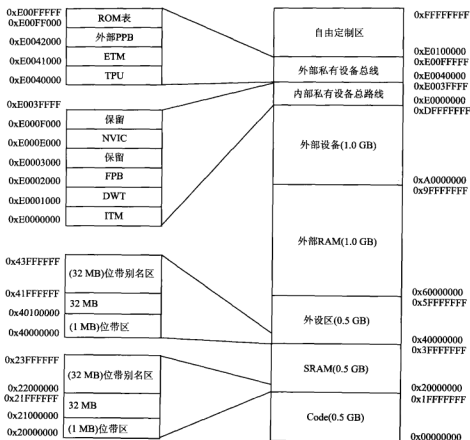 0xE00FFFFF
0xE00FF000
ROM表
外部PPB
0xE0042000
ETM
0xE0041000
TPU
0xE0040000
0xE003FFFF
保留
0xE000F000
NVIC
0xE000E000
保留
0xE0003000
FPB
0xE0002000
DWT
0xE0001000
ITM
0xE0000000
0x43FFFFFF
(32 MB)位带别名区
0x41FFFFFF
32 MB
0x40100000
(1 MB)位带区
0x40000000
0x23FFFFFF
(32 MB)位带别名区
0x22000000
0x21FFFFFF
32 MB
0x21000000
(1 MB)位带区
0x20000000
0xFFFFFFFF
自由定制区
0xE0100000
0xE00FFFFF
外部私有设备总线
0xE0040000
0xE003FFFF
内部私有设备总路线
0xE0000000
0xDFFFFFFF
外部设备(1.0 GB)
0xA0000000
0x9FFFFFFF
外部RAM(1.0 GB)
0x60000000
0x5FFFFFFF
外设区(0.5 GB)
0x40000000
0x3FFFFFFF
SRAM(0.5 GB)
0x20000000
0x1FFFFFFF
Code(0.5 GB)
0x00000000